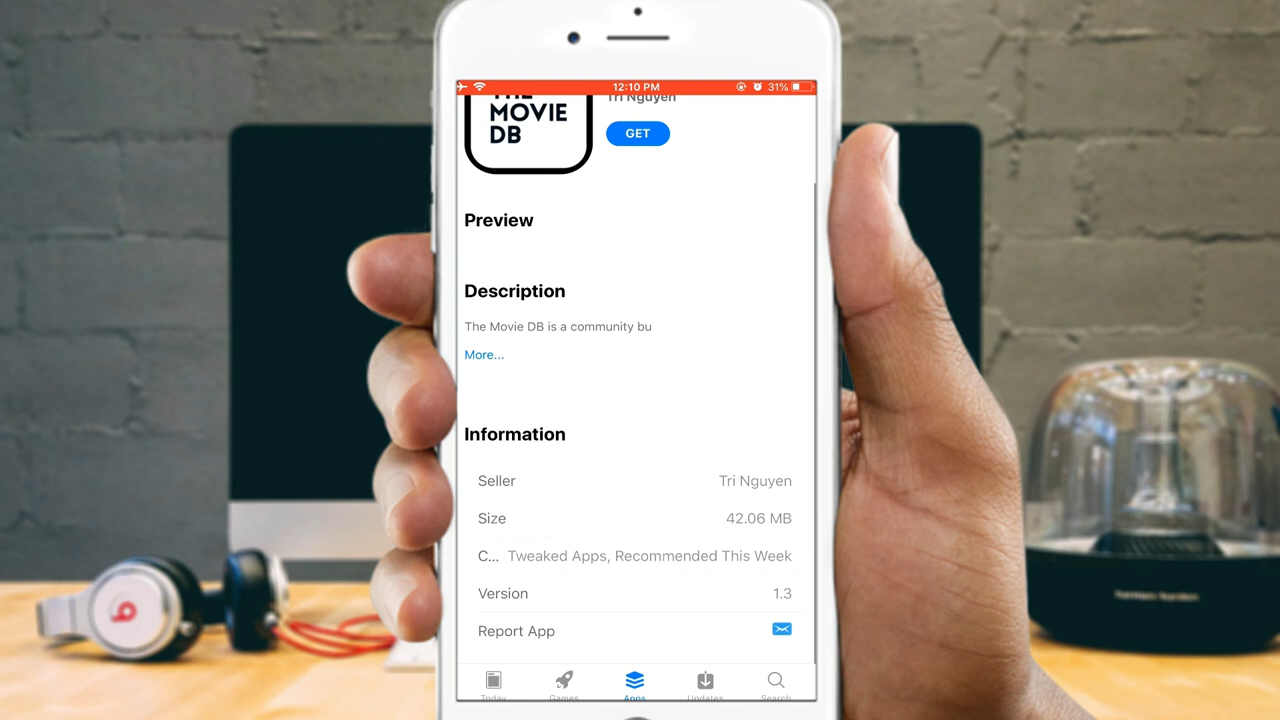 12:10 PM
31%
Tri Nguyen
MOVIE
DB
GET
Preview
Description
The Movie DB is a community bu
More...
Information
Seller Tri Nguyen
Size 42.06 MB
C... Tweaked Apps, Recommended This Week
Version 1.3
Report App
Today Games Apps Updates Search
harman kardon